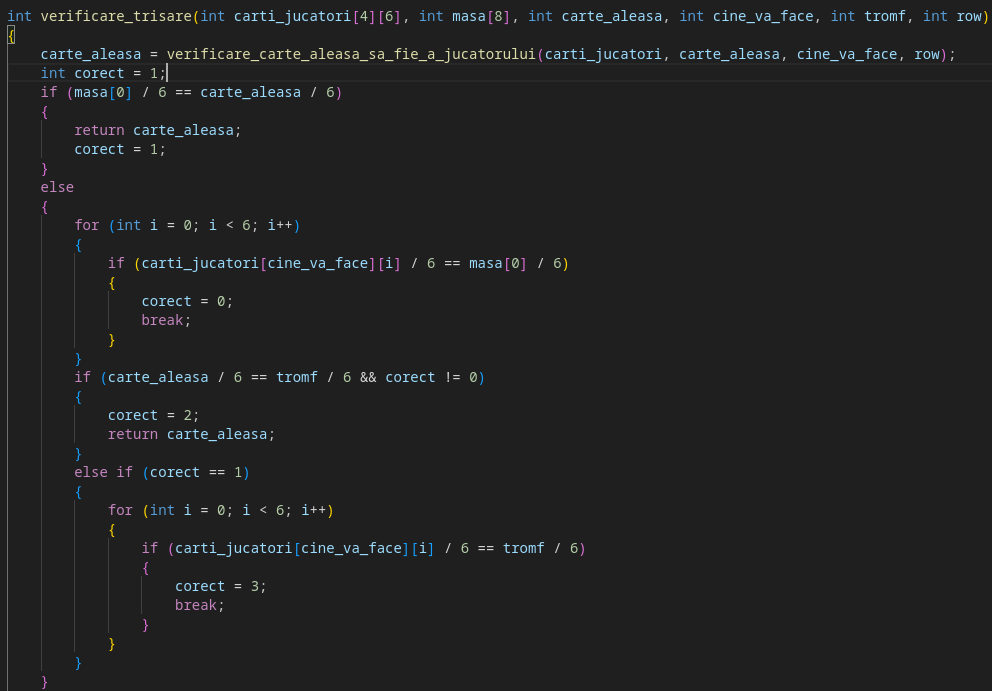 int verificare_trisare(int carti_jucatori[4][6], int masa[8], int carte_aleasa, int cine_va_face, int tromf, int row)
{
    carte_aleasa = verificare_carte_aleasa_sa_fie_a_jucatorului(carti_jucatori, carte_aleasa, cine_va_face, row);
    int corect = 1;
    if (masa[0] / 6 == carte_aleasa / 6)
    {
        return carte_aleasa;
        corect = 1;
    }
    else
    {
        for (int i = 0; i < 6; i++)
        {
            if (carti_jucatori[cine_va_face][i] / 6 == masa[0] / 6)
            {
                corect = 0;
                break;
            }
        }
        if (carte_aleasa / 6 == tromf / 6 && corect != 0)
        {
            corect = 2;
            return carte_aleasa;
        }
        else if (corect == 1)
        {
            for (int i = 0; i < 6; i++)
            {
                if (carti_jucatori[cine_va_face][i] / 6 == tromf / 6)
                {
                    corect = 3;
                    break;
                }
            }
        }
    }